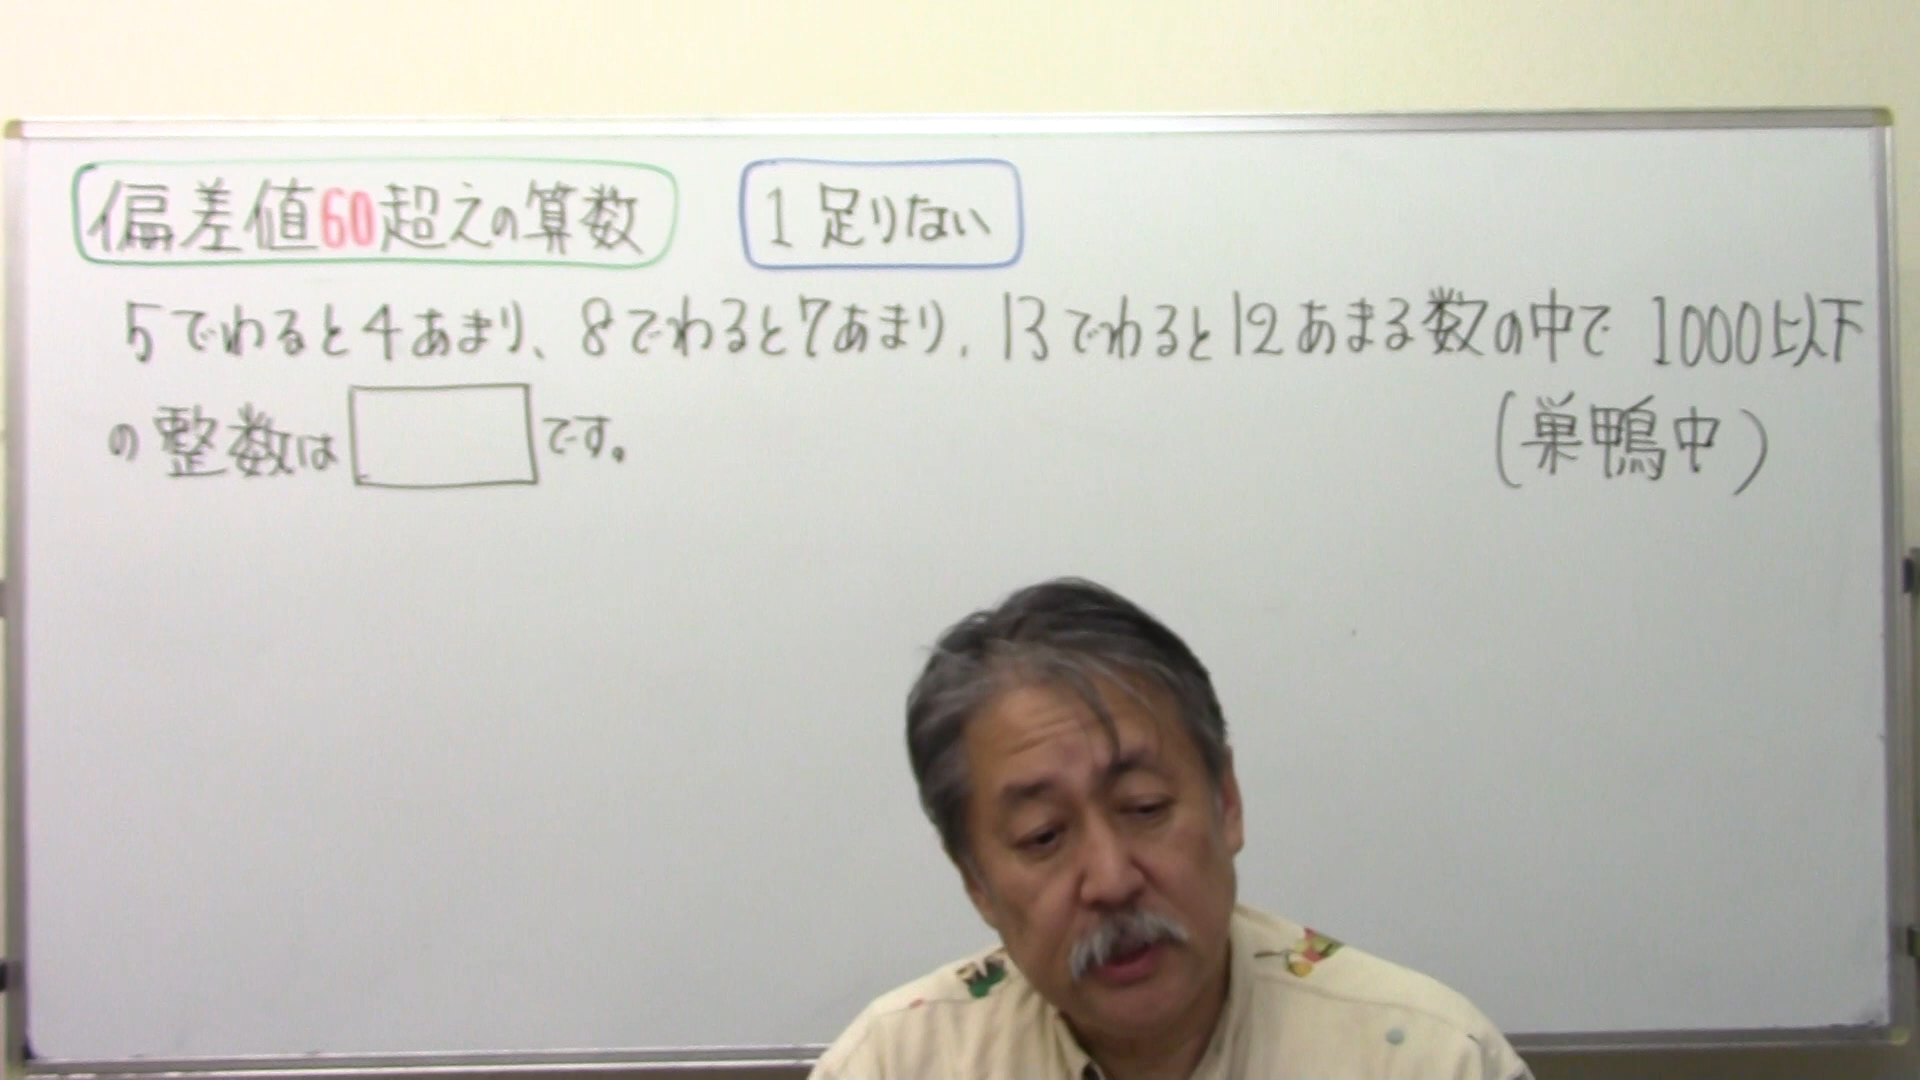 偏差値60超えの算数
1足りない
5でわると4あまり、8でわると7あまり、13でわると12あまる数の中で 1000以下
の整数は□です。
(巣鴨中)